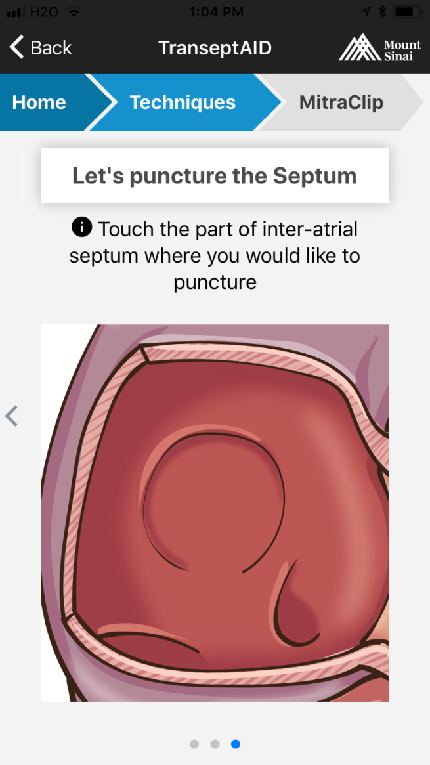 H2O 1:04 PM
Back TranseptAID Mount
Sinai
Home Techniques MitraClip
Let's puncture the Septum
Touch the part of inter-atrial
septum where you would like to
puncture